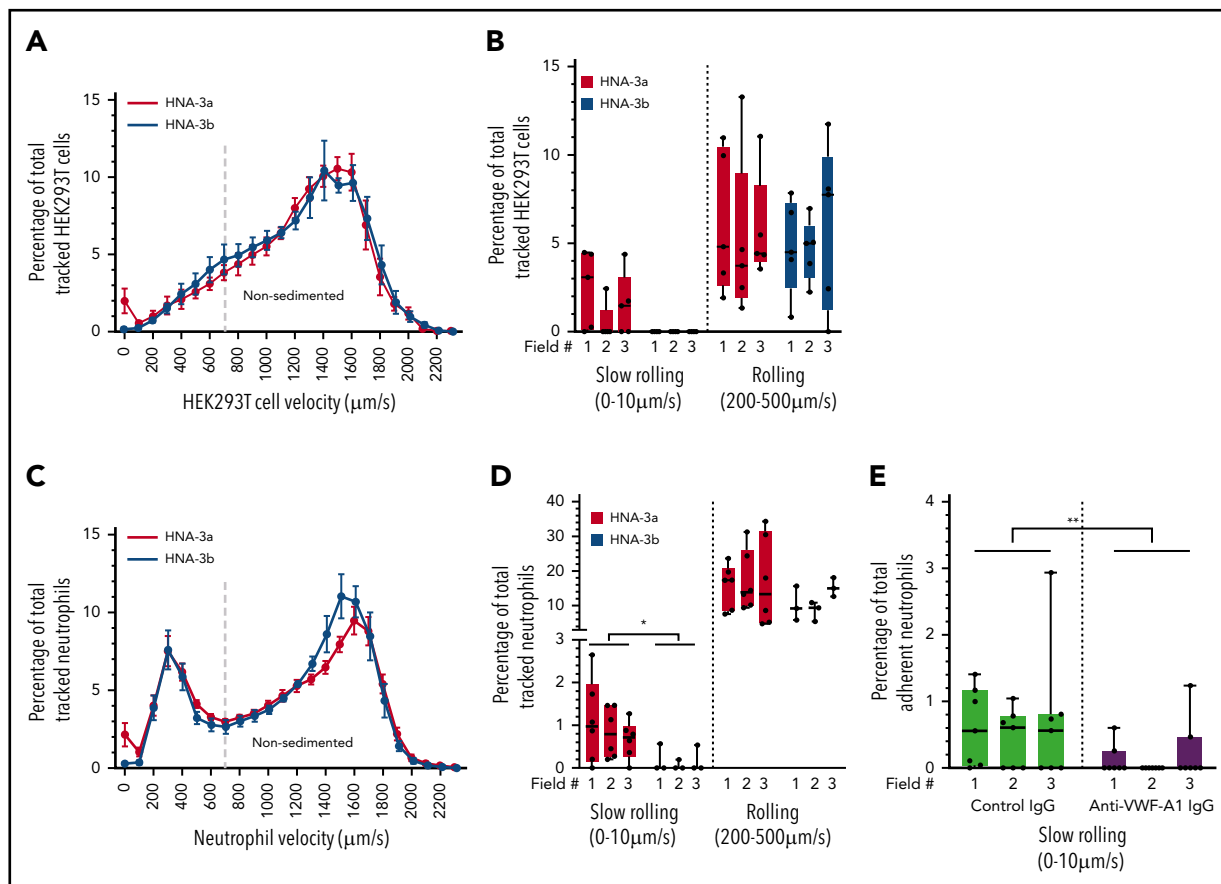 A
Percentage of total
tracked HEK293T cells
15
10
5
0
HNA-3a
HNA-3b
Non-sedimented
0
200
400
600
800
1000
1200
1400
1600
1800
2000
2200
HEK293T cell velocity (μm/s)
B
Percentage of total
tracked HEK293T cells
15
10
5
0
HNA-3a
HNA-3b
Field # 1 2 3 1 2 3 1 2 3 1 2 3
Slow rolling
(0-10μm/s)
Rolling
(200-500μm/s)
C
Percentage of total
tracked neutrophils
15
10
5
0
HNA-3a
HNA-3b
Non-sedimented
0
200
400
600
800
1000
1200
1400
1600
1800
2000
2200
Neutrophil velocity (μm/s)
D
Percentage of total
tracked neutrophils
40
30
20
10
3
2
1
0
HNA-3a
HNA-3b
*
Field # 1 2 3 1 2 3 1 2 3 1 2 3
Slow rolling
(0-10μm/s)
Rolling
(200-500μm/s)
E
Percentage of total
adherent neutrophils
4
3
2
1
0
**
Field # 1 2 3 1 2 3
Control IgG
Anti-VWF-A1 IgG
Slow rolling
(0-10μm/s)